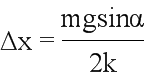 Δx = mgsinα / 2k